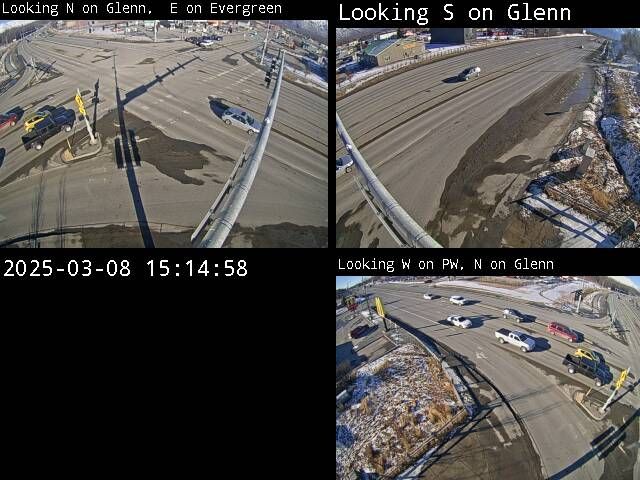 Looking N on Glenn,  E on Evergreen
Looking S on Glenn
2025-03-08 15:14:58
Looking W on PW, N on Glenn